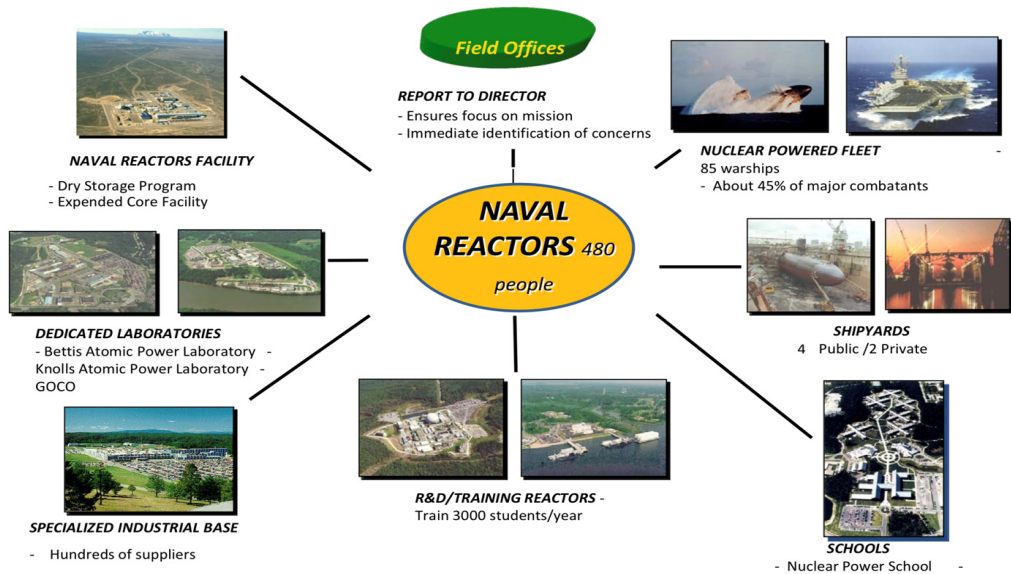 Field Offices
REPORT TO DIRECTOR
- Ensures focus on mission
- Immediate identification of concerns
NAVAL REACTORS FACILITY
- Dry Storage Program
- Expended Core Facility
NUCLEAR POWERED FLEET -
85 warships
- About 45% of major combatants
NAVAL
REACTORS 480
people
DEDICATED LABORATORIES
- Bettis Atomic Power Laboratory -
Knolls Atomic Power Laboratory -
GOCO
SHIPYARDS
4 Public /2 Private
SPECIALIZED INDUSTRIAL BASE
- Hundreds of suppliers
R&D/TRAINING REACTORS -
Train 3000 students/year
SCHOOLS
- Nuclear Power School -